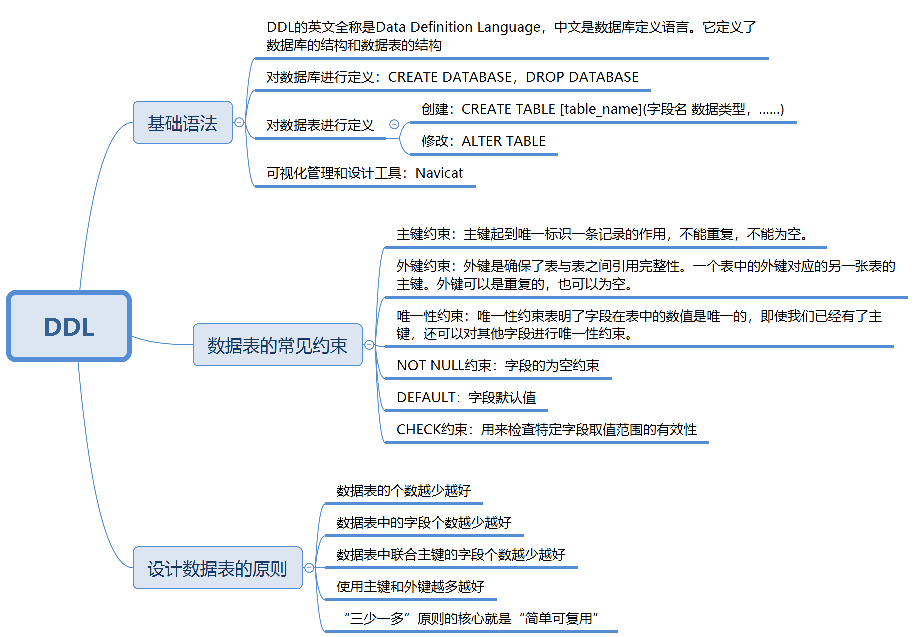 DDL
基础语法
DDL的英文全称是Data Definition Language，中文是数据库定义语言。它定义了
数据库的结构和数据表的结构
对数据库进行定义：CREATE DATABASE，DROP DATABASE
对数据表进行定义
创建：CREATE TABLE [table_name](字段名 数据类型，......)
修改：ALTER TABLE
可视化管理和设计工具：Navicat
数据表的常见约束
主键约束：主键起到唯一标识一条记录的作用，不能重复，不能为空。
外键约束：外键是确保了表与表之间引用完整性。一个表中的外键对应的另一张表的
主键。外键可以是重复的，也可以为空。
唯一性约束：唯一性约束表明了字段在表中的数值是唯一的，即使我们已经有了主
键，还可以对其他字段进行唯一性约束。
NOT NULL约束：字段的为空约束
DEFAULT：字段默认值
CHECK约束：用来检查特定字段取值范围的有效性
设计数据表的原则
数据表的个数越少越好
数据表中的字段个数越少越好
数据表中联合主键的字段个数越少越好
使用主键和外键越多越好
“三少一多”原则的核心就是“简单可复用”